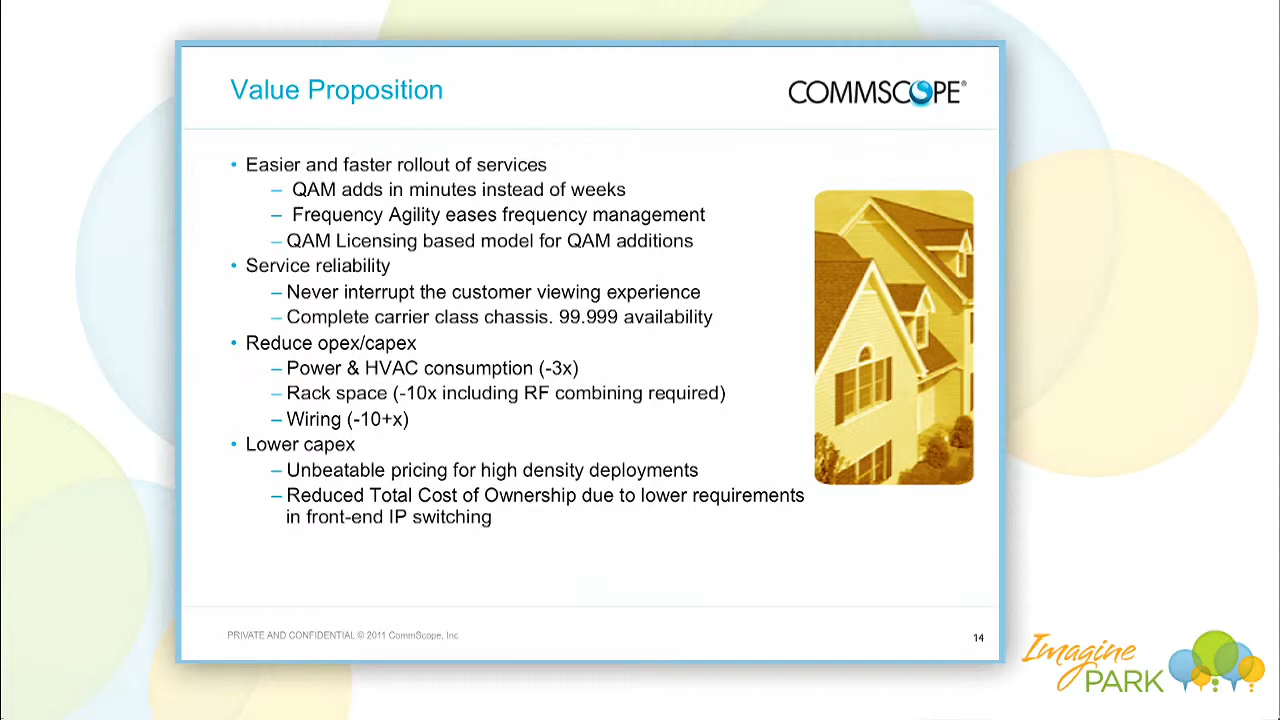 Value Proposition
COMMSCOPE®
• Easier and faster rollout of services
– QAM adds in minutes instead of weeks
– Frequency Agility eases frequency management
– QAM Licensing based model for QAM additions
• Service reliability
– Never interrupt the customer viewing experience
– Complete carrier class chassis. 99.999 availability
• Reduce opex/capex
– Power & HVAC consumption (-3x)
– Rack space (-10x including RF combining required)
– Wiring (-10+x)
• Lower capex
– Unbeatable pricing for high density deployments
– Reduced Total Cost of Ownership due to lower requirements
in front-end IP switching
PRIVATE AND CONFIDENTIAL © 2011 CommScope, Inc
14
Imagine
PARK